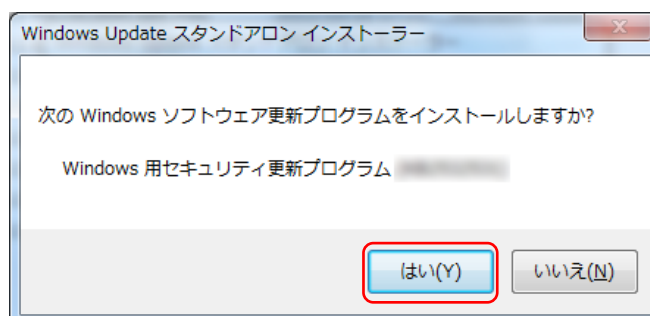 Windows Update スタンドアロン インストーラー
次の Windows ソフトウェア更新プログラムをインストールしますか?
Windows 用セキュリティ更新プログラム
はい(Y)
いいえ(N)